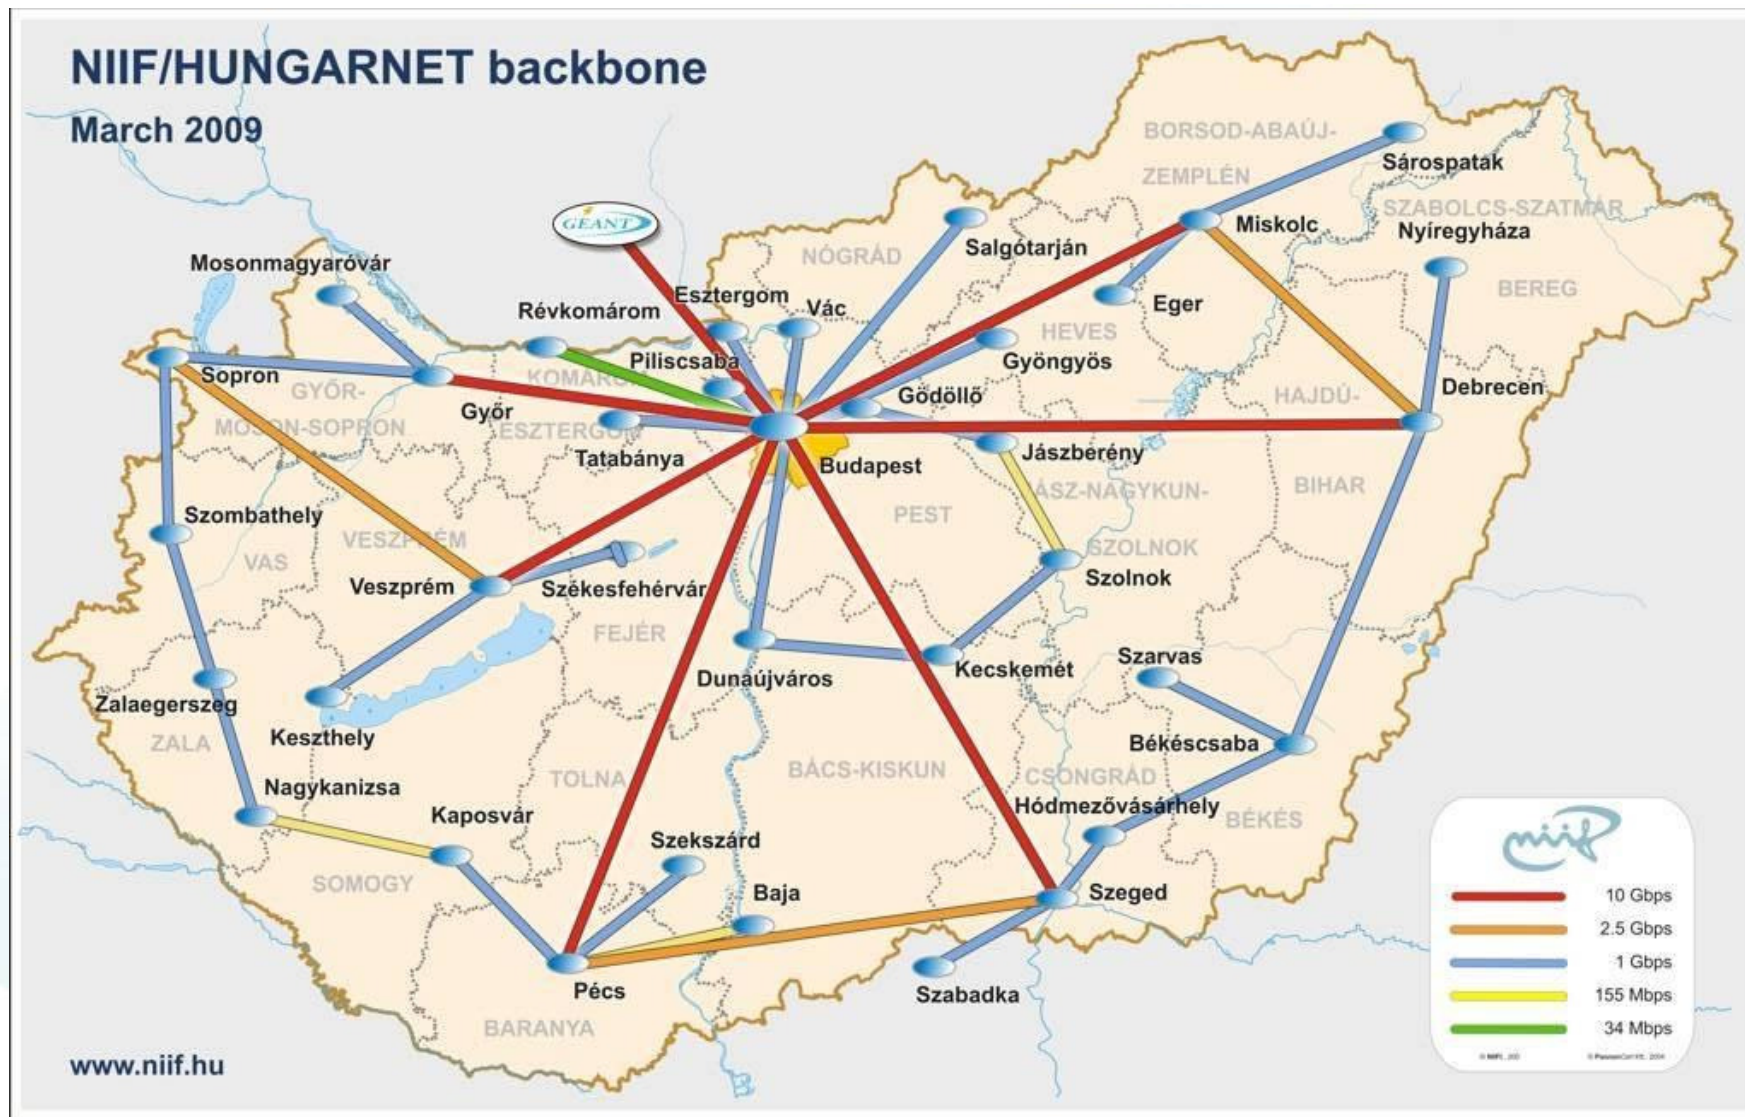 NIIF/HUNGARNET backbone
March 2009
BORSOD-ABAÚJ-
ZEMPLÉN
Sárospatak
SZABOLCS-SZATMÁR
Nyíregyháza
BEREG
Miskolc
GÉANT
NÓGRÁD
Salgótarján
Mosonmagyaróvár
Esztergom
Vác
Révkomárom
Eger
HEVES
Piliscsaba
Gyöngyös
Sopron
GYŐR-
MOSON-SOPRON
Győr
ESZTERGOM
Tatabánya
Gödöllő
HAJDÚ-
Debrecen
Budapest
Jászberény
ÁSZ-NAGYKUN-
SZOLNOK
BIHAR
PEST
Szombathely
VAS
VESZPRÉM
Veszprém
Székesfehérvár
Szolnok
FEJÉR
Dunaújváros
Kecskemét
Szarvas
Zalaegerszeg
ZALA
Keszthely
Békéscsaba
Nagykanizsa
TOLNA
BÁCS-KISKUN
CSONGRÁD
Hódmezővásárhely
BÉKÉS
Kaposvár
Szekszárd
SOMOGY
Baja
Szeged
Pécs
Szabadka
BARANYA
www.niif.hu
niif
10 Gbps
2.5 Gbps
1 Gbps
155 Mbps
34 Mbps